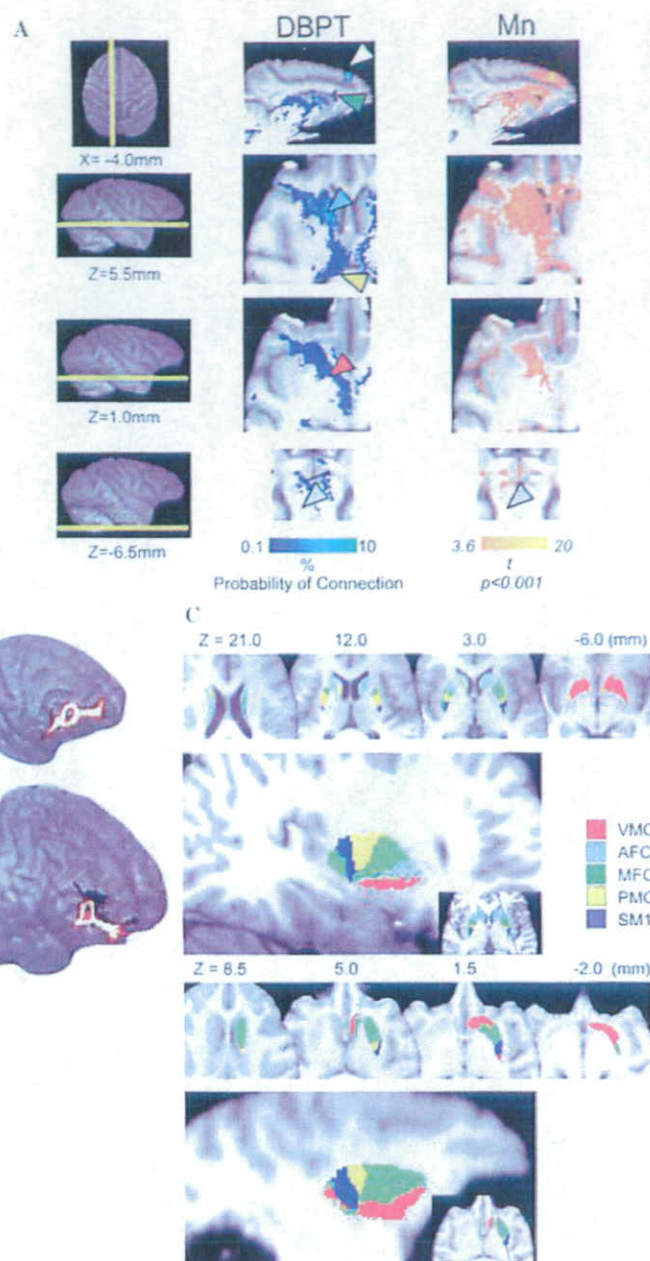 A
DBPT
Mn
X= -4.0mm
Z=5.5mm
Z=1.0mm
Z=-6.5mm
0.1
10
%
Probability of Connection
3.6
20
t
p<0.001
C
Z = 21.0
12.0
3.0
-6.0 (mm)
VMC
AFC
MFC
PMC
SM1
Z = 8.5
5.0
1.5
-2.0 (mm)